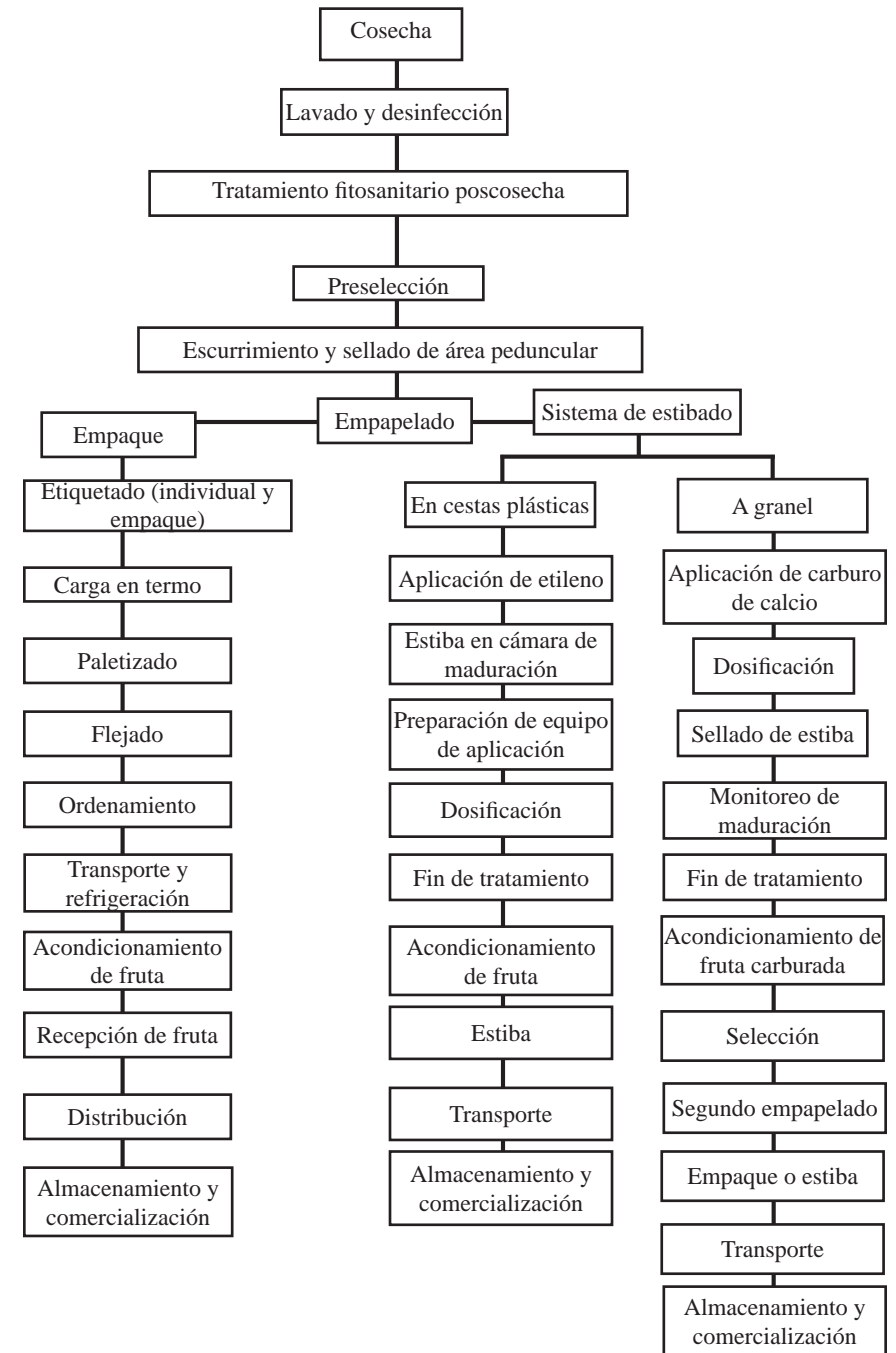 Cosecha
Lavado y desinfección
Tratamiento fitosanitario poscosecha
Preselección
Escurrimiento y sellado de área peduncular
Empapelado
Empaque
Etiquetado (individual y
empaque)
Carga en termo
Paletizado
Flejado
Ordenamiento
Transporte y
refrigeración
Acondicionamiento
de fruta
Recepción de fruta
Distribución
Almacenamiento y
comercialización
Sistema de estibado
En cestas plásticas
Aplicación de etileno
Estiba en cámara de
maduración
Preparación de equipo
de aplicación
Dosificación
Fin de tratamiento
Acondicionamiento
de fruta
Estiba
Transporte
Almacenamiento y
comercialización
A granel
Aplicación de carburo
de calcio
Dosificación
Sellado de estiba
Monitoreo de
maduración
Fin de tratamiento
Acondicionamiento de
fruta carburada
Selección
Segundo empapelado
Empaque o estiba
Transporte
Almacenamiento y
comercialización